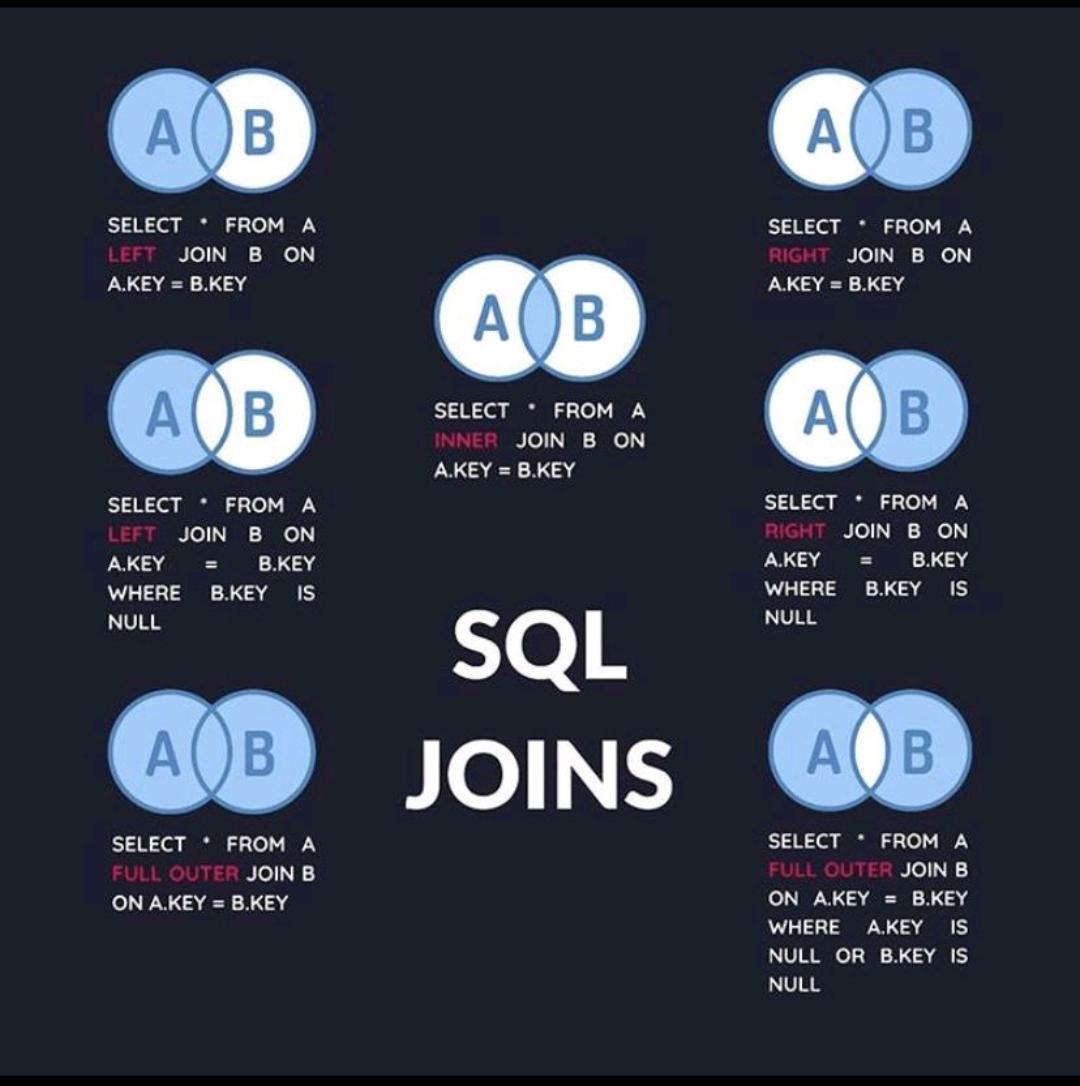 A B
SELECT * FROM A
LEFT JOIN B ON
A.KEY = B.KEY
A B
SELECT * FROM A
RIGHT JOIN B ON
A.KEY = B.KEY
A B
SELECT * FROM A
INNER JOIN B ON
A.KEY = B.KEY
A B
SELECT * FROM A
LEFT JOIN B ON
A.KEY = B.KEY
WHERE B.KEY IS
NULL
A B
SELECT * FROM A
RIGHT JOIN B ON
A.KEY = B.KEY
WHERE B.KEY IS
NULL
SQL
JOINS
A B
SELECT * FROM A
FULL OUTER JOIN B
ON A.KEY = B.KEY
A B
SELECT * FROM A
FULL OUTER JOIN B
ON A.KEY = B.KEY
WHERE A.KEY IS
NULL OR B.KEY IS
NULL